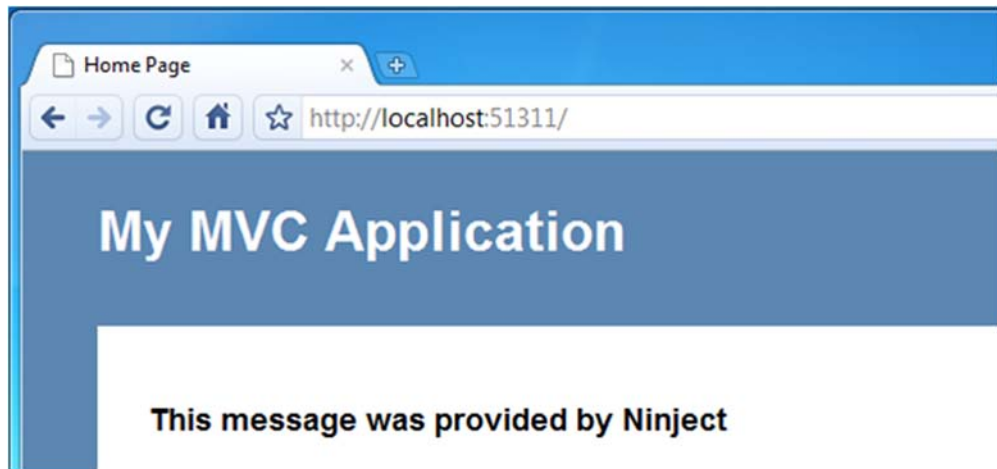 Home Page
http://localhost:51311/
My MVC Application
This message was provided by Ninject